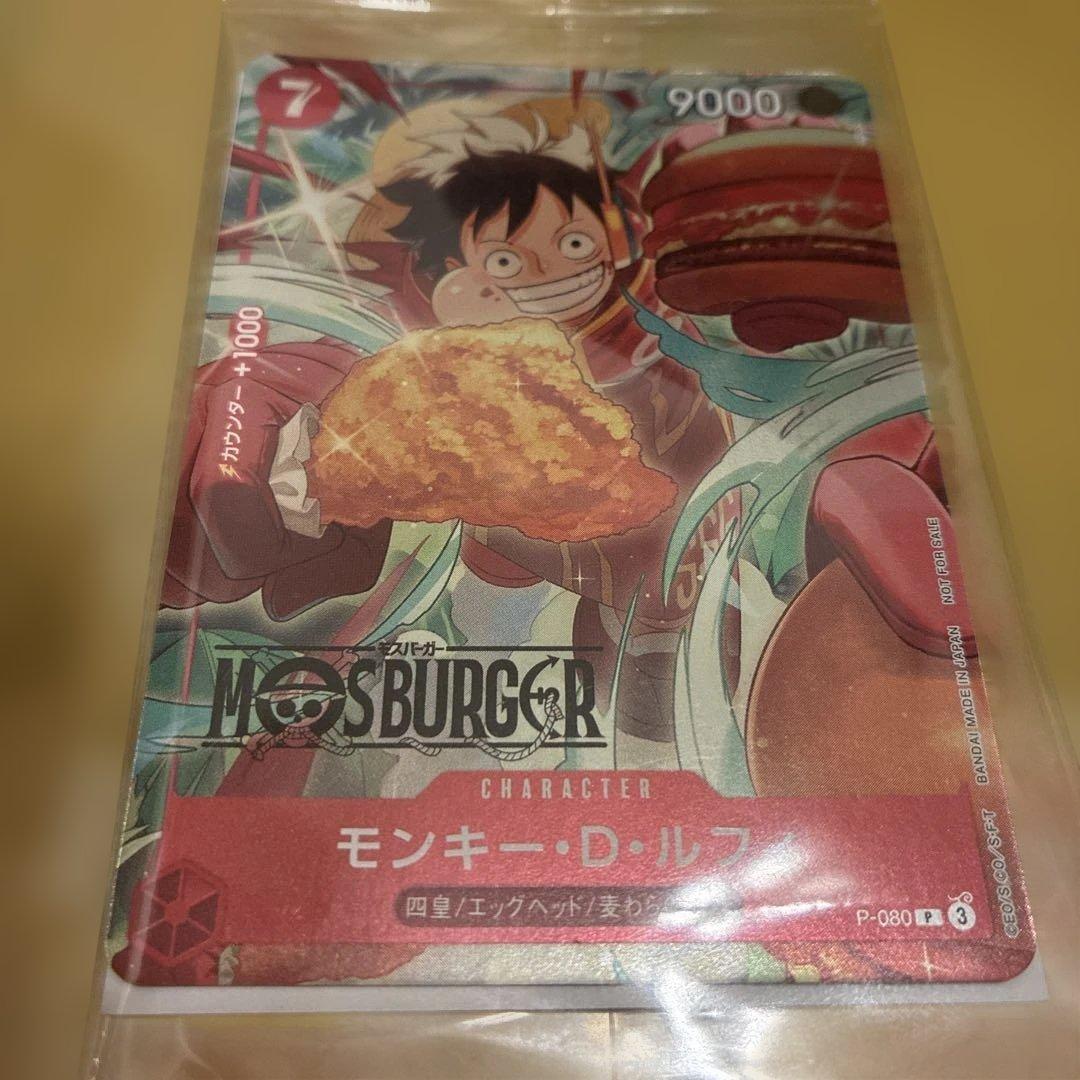 7
9000
⚡カウンター +1000
モスバーガー
MOSBURGER
CHARACTER
モンキー・D・ルフィ
四皇/エッグヘッド/麦わら
P-080 P 3
©EO/S CO./S・F・T BANDAI MADE IN JAPAN NOT FOR SALE